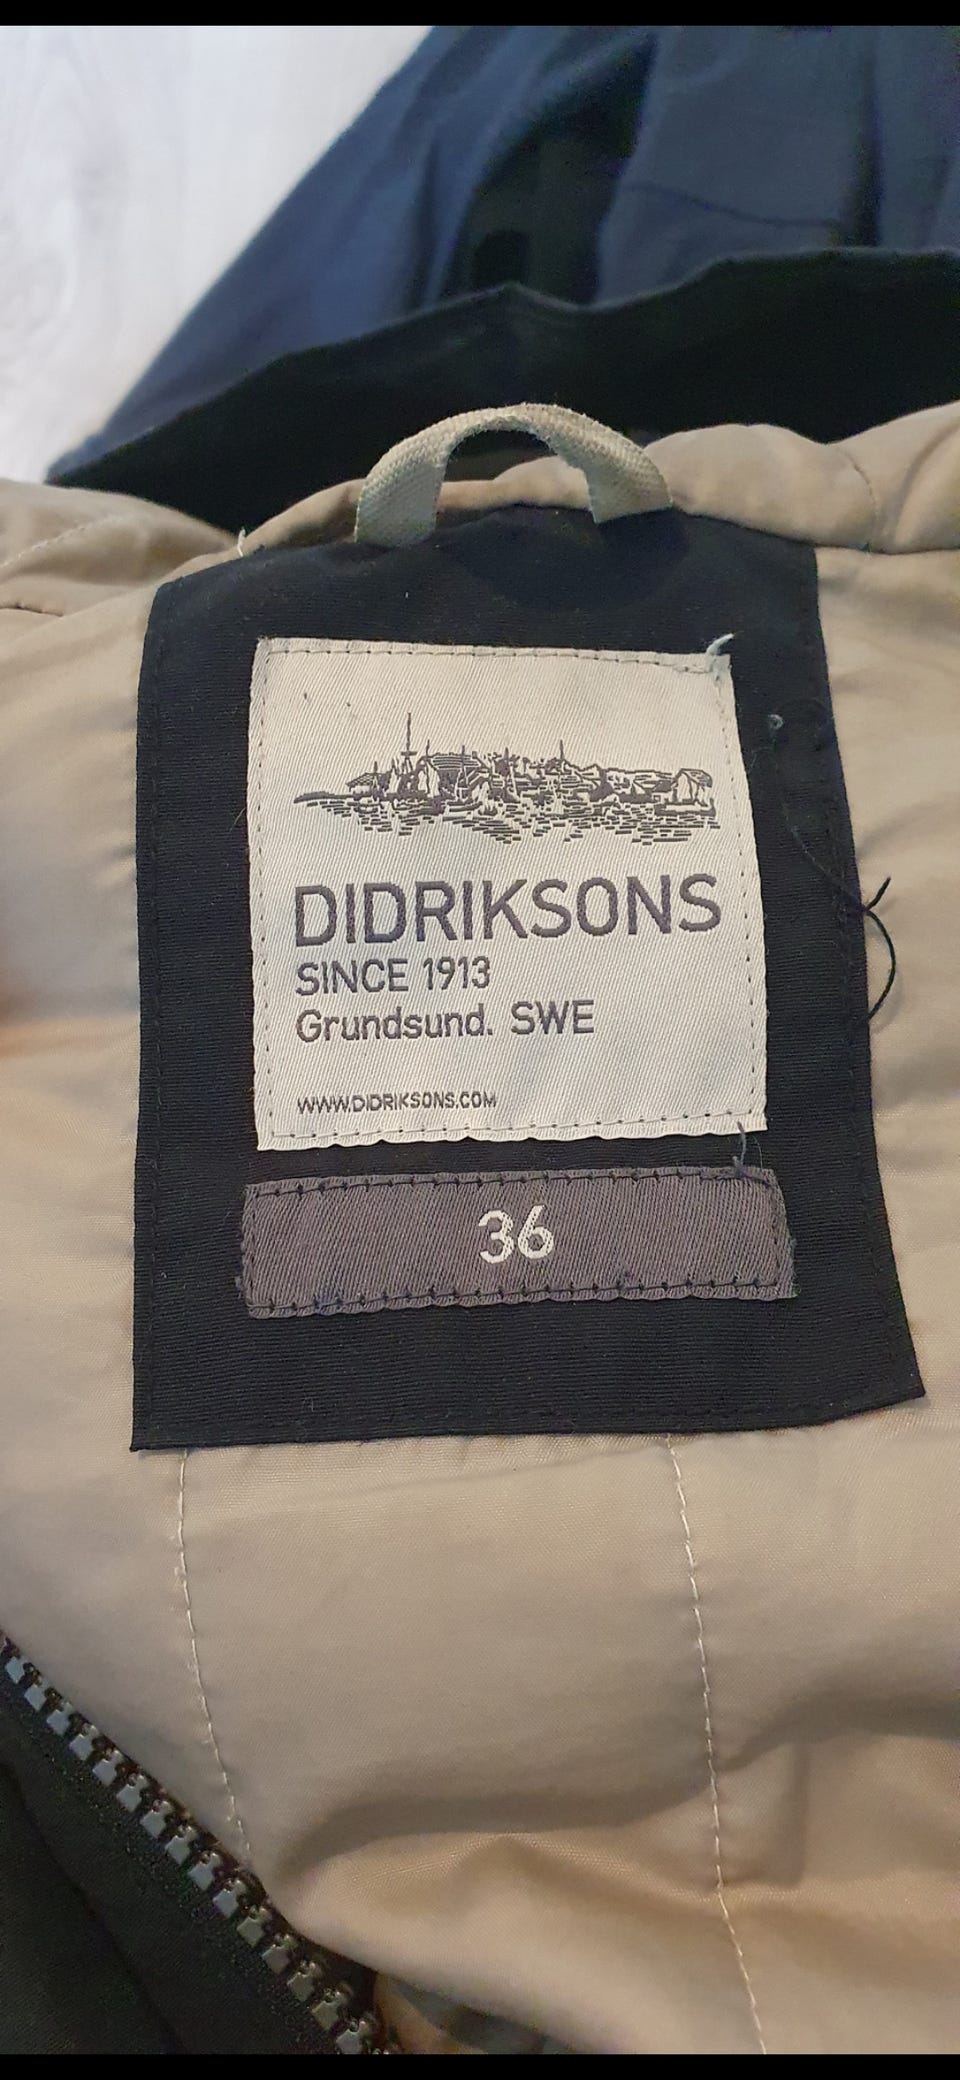 DIDRIKSONS
SINCE 1913
Grundsund. SWE
WWW.DIDRIKSONS.COM
36